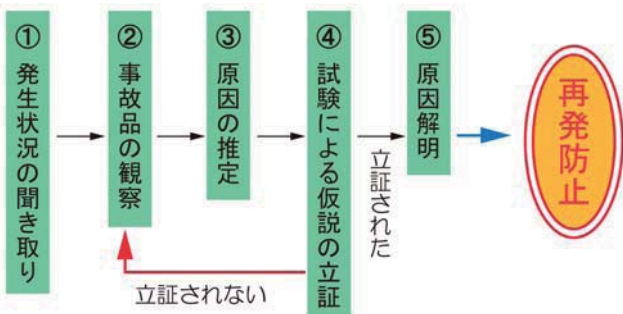 ①発生状況の聞き取り
②事故品の観察
③原因の推定
④試験による仮説の立証
⑤原因解明
立証された
立証されない
再発防止